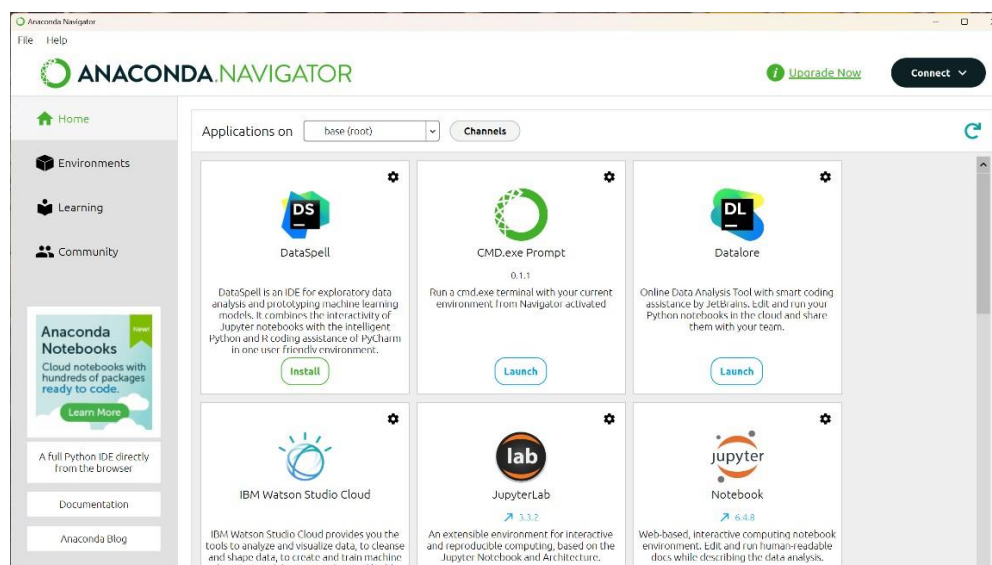 Anaconda Navigator
File Help
ANACONDA.NAVIGATOR
i Upgrade Now
Connect
Home
Environments
Learning
Community
Anaconda Notebooks
New!
Cloud notebooks with
hundreds of packages
ready to code.
Learn More
A full Python IDE directly
from the browser
Documentation
Anaconda Blog
Applications on base (root) Channels
DS
DataSpell
DataSpell is an IDE for exploratory data
analysis and prototyping machine learning
models. It combines the interactivity of
Jupyter notebooks with the intelligent
Python and R coding assistance of PyCharm
in one user friendly environment.
Install
CMD.exe Prompt
0.1.1
Run a cmd.exe terminal with your current
environment from Navigator activated
Launch
DL
Datalore
Online Data Analysis Tool with smart coding
assistance by JetBrains. Edit and run your
Python notebooks in the cloud and share
them with your team.
Launch
IBM Watson Studio Cloud
IBM Watson Studio Cloud provides you the
tools to analyze and visualize data, to cleanse
and shape data, to create and train machine
lab
JupyterLab
3.3.2
An extensible environment for interactive
and reproducible computing, based on the
Jupyter Notebook and Architecture.
jupyter
Notebook
6.4.8
Web-based, interactive computing notebook
environment. Edit and run human-readable
docs while describing the data analysis.